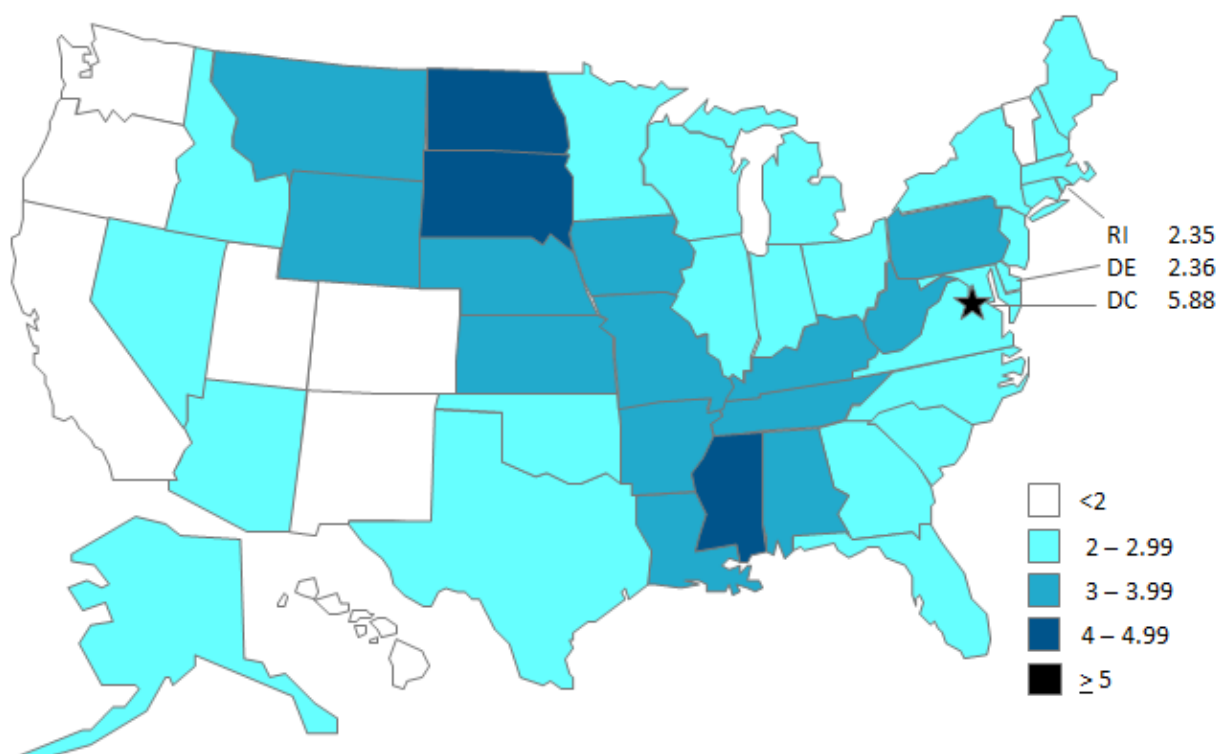 RI 2.35
DE 2.36
DC 5.88
<2
2 – 2.99
3 – 3.99
4 – 4.99
≥ 5